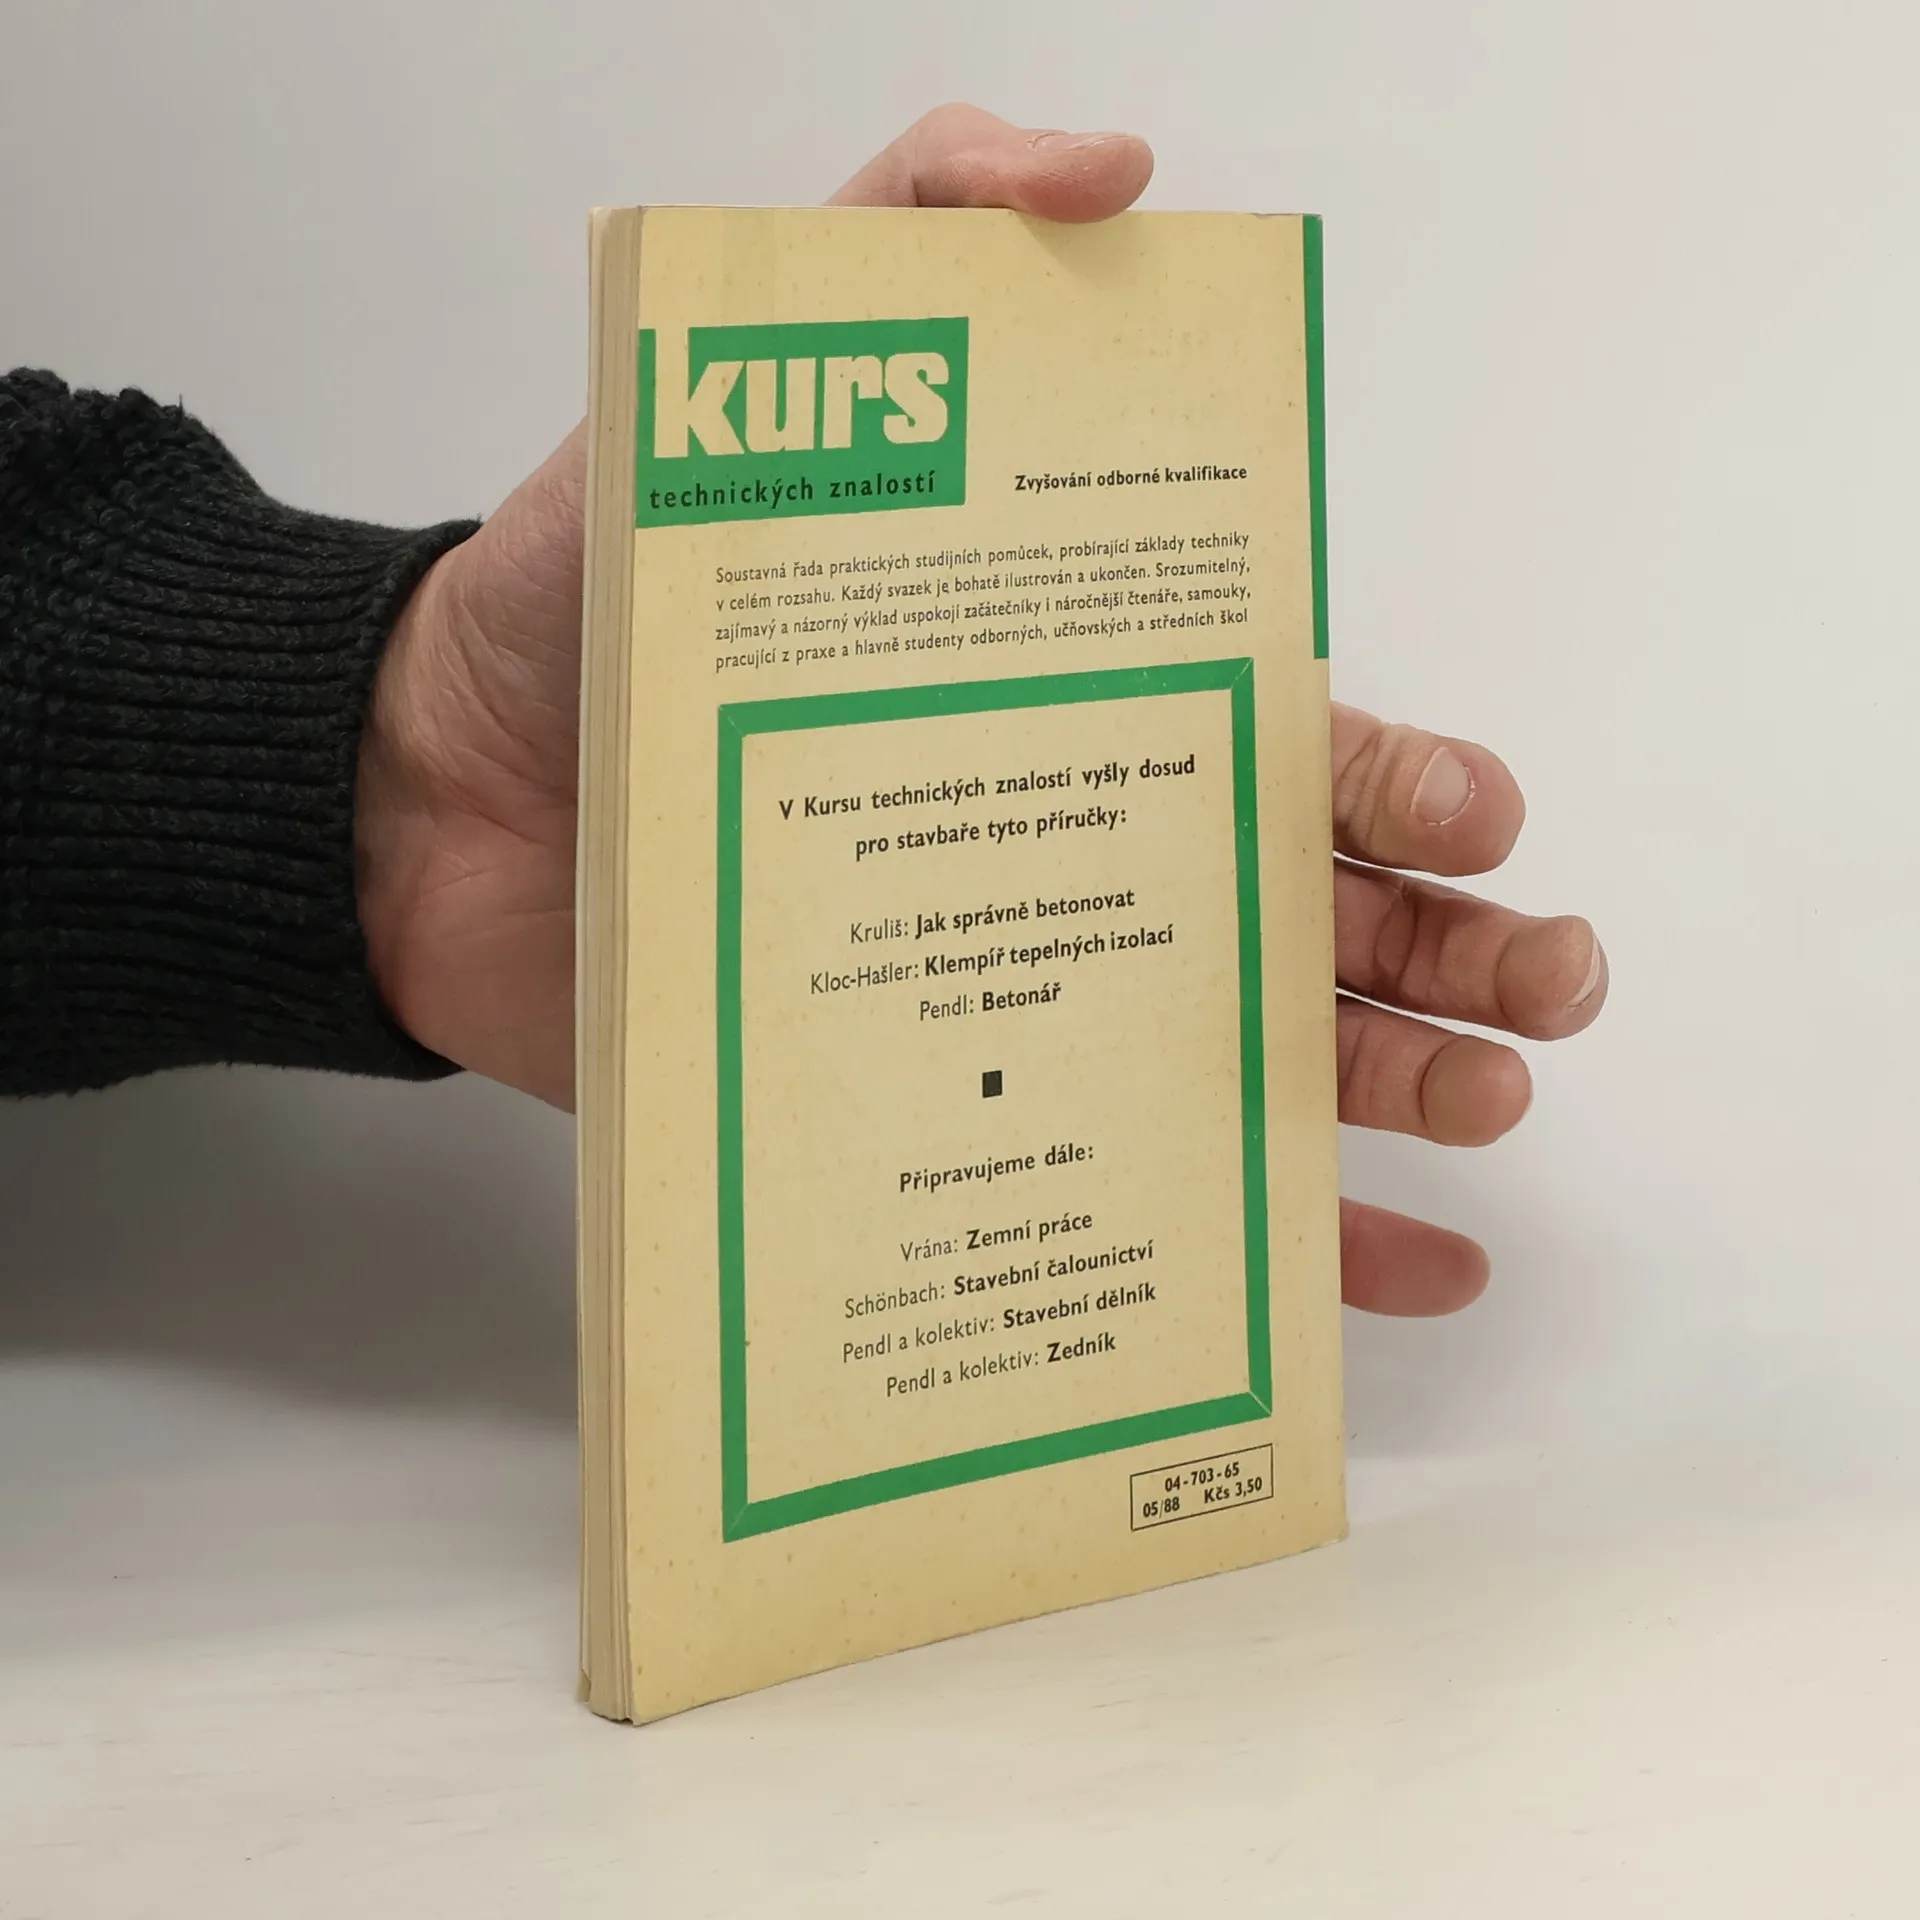 kurs
technických znalostí
Zvyšování odborné kvalifikace
Soustavná řada praktických studijních pomůcek, probírající základy techniky
v celém rozsahu. Každý svazek je bohatě ilustrován a ukončen. Srozumitelný,
zajímavý a názorný výklad uspokojí začátečníky i náročnější čtenáře, samouky,
pracující z praxe a hlavně studenty odborných, učňovských a středních škol
V Kursu technických znalostí vyšly dosud
pro stavbaře tyto příručky:
Kruliš: Jak správně betonovat
Kloc-Hašler: Klempíř tepelných izolací
Pendl: Betonář
Připravujeme dále:
Vrána: Zemní práce
Schönbach: Stavební čalounictví
Pendl a kolektiv: Stavební dělník
Pendl a kolektiv: Zedník
04-703-65
05/88 Kčs 3,50